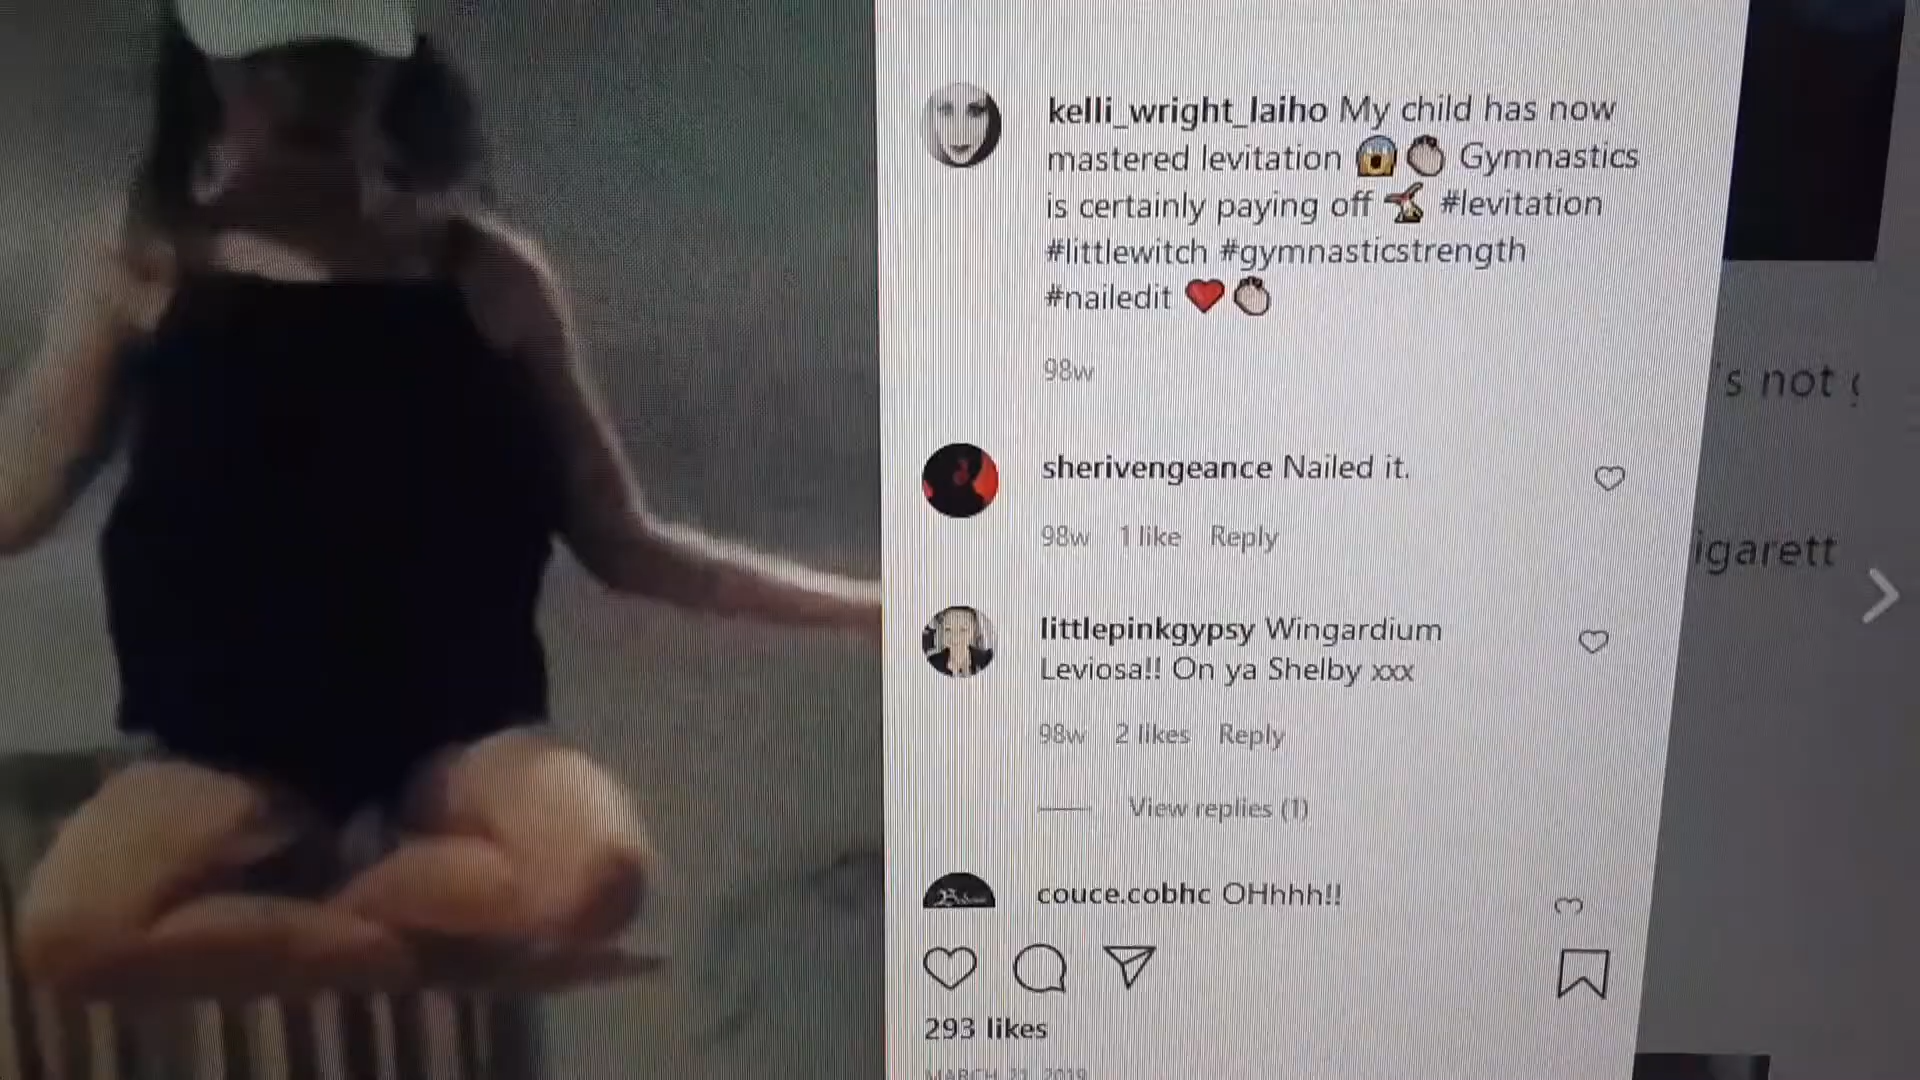 kelli_wright_laiho My child has now
mastered levitation 😱👏 Gymnastics
is certainly paying off 🤸 #levitation
#littlewitch #gymnasticstrength
#nailedit ❤️👏
98w
's not
igarett
sherivengeance Nailed it.
98w 1 like Reply
littlepinkgypsy Wingardium
Leviosa!! On ya Shelby xxx
98w 2 likes Reply
View replies (1)
couce.cobhc OHhhh!!
293 likes
MARCH 21, 2019